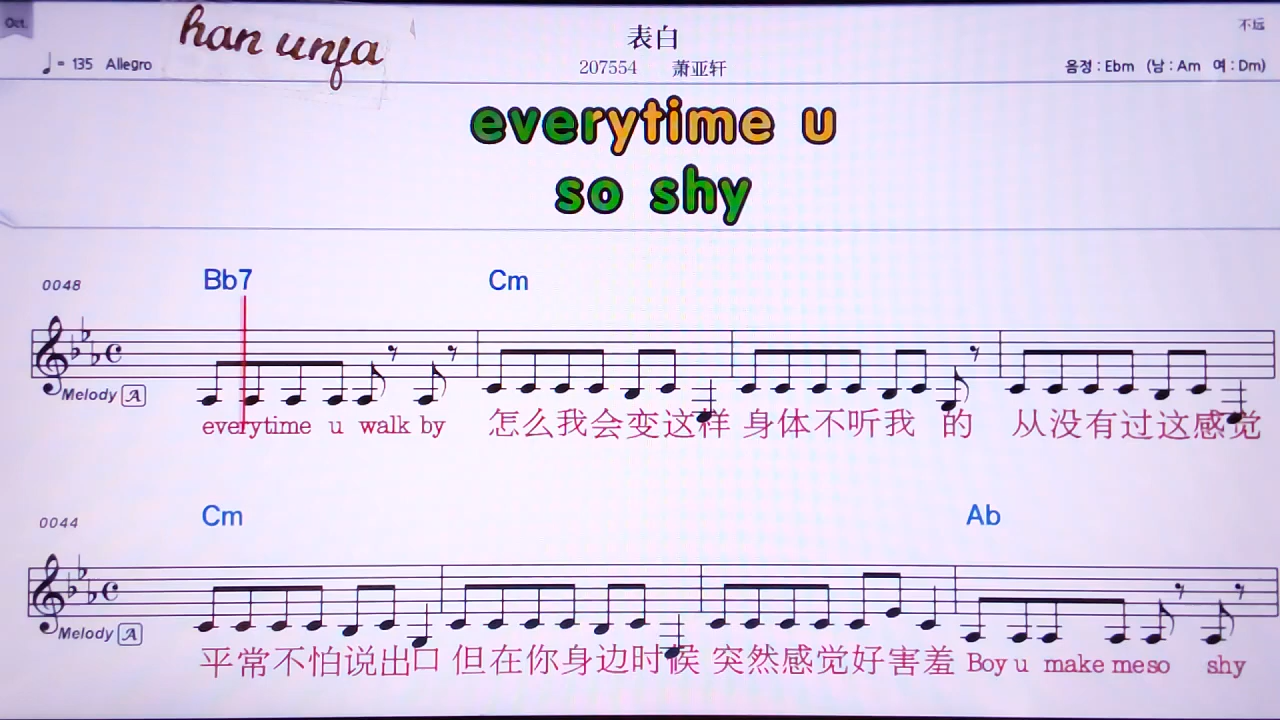 Oct.
han unfa
表白
不远
♩= 135 Allegro
207554 萧亚轩
음정 : Ebm (남 : Am 여 : Dm)
everytime u
so shy
0048
Bb7 Cm
Melody A
everytime u walk by 怎么我会变这样 身体不听我 的 从没有过这感觉
0044
Cm Ab
Melody A
平常不怕说出口 但在你身边时候 突然感觉好害羞 Boy u make me so shy